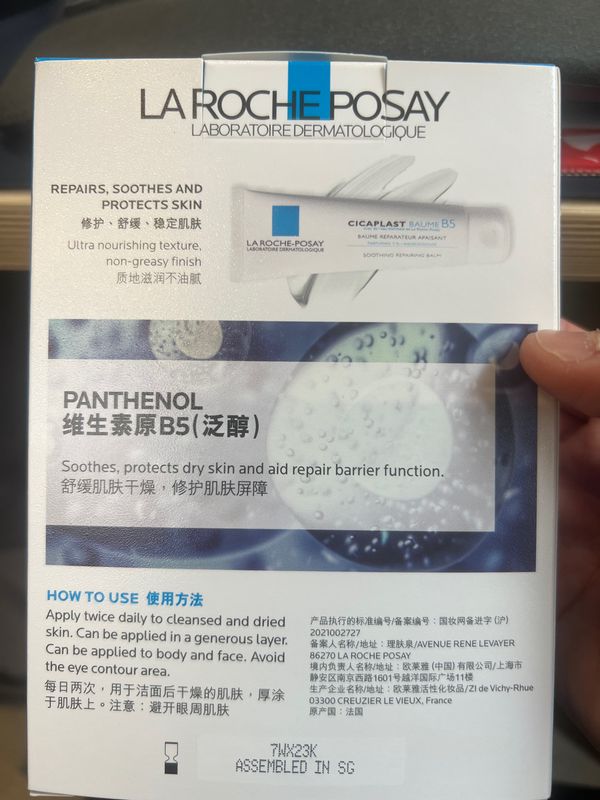 LA ROCHE POSAY
LABORATOIRE DERMATOLOGIQUE
REPAIRS, SOOTHES AND
PROTECTS SKIN
修护、舒缓、稳定肌肤
Ultra nourishing texture,
non-greasy finish
质地滋润不油腻
LA ROCHE-POSAY
LABORATOIRE DERMATOLOGIQUE
CICAPLAST BAUME B5
BAUME RÉPARATEUR APAISANT
SOOTHING REPAIRING BALM
PANTHENOL
维生素原B5(泛醇)
Soothes, protects dry skin and aid repair barrier function.
舒缓肌肤干燥，修护肌肤屏障
HOW TO USE 使用方法
Apply twice daily to cleansed and dried
skin. Can be applied in a generous layer.
Can be applied to body and face. Avoid
the eye contour area.
每日两次，用于洁面后干燥的肌肤，厚涂
于肌肤上。注意：避开眼周肌肤
产品执行的标准编号/备案编号：国妆网备进字 (沪)
2021002727
备案人名称/地址：理肤泉/AVENUE RENE LEVAYER
86270 LA ROCHE POSAY
境内负责人名称/地址：欧莱雅 (中国) 有限公司/上海市
静安区南京西路1601号越洋国际广场11楼
生产企业名称/地址：欧莱雅活性化妆品/ZI de Vichy-Rhue
03300 CREUZIER LE VIEUX, France
原产国：法国
7WX23K
ASSEMBLED IN SG